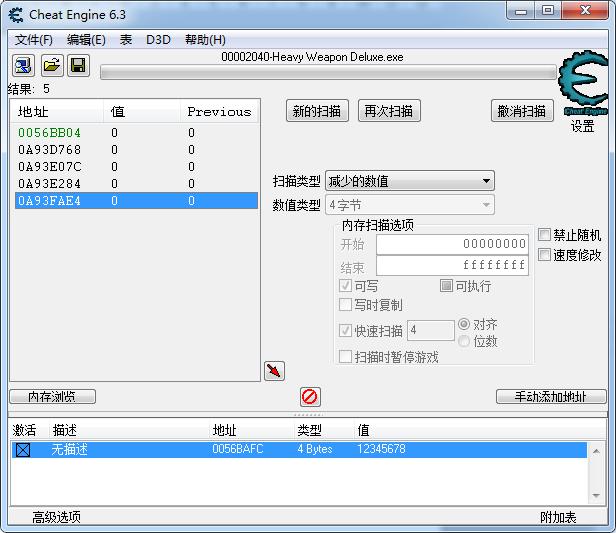 Cheat Engine 6.3
文件(F) 编辑(E) 表 D3D 帮助(H)
00002040-Heavy Weapon Deluxe.exe
结果: 5
地址 值 Previous
0056BB04 0 0
0A93D768 0 0
0A93E07C 0 0
0A93E284 0 0
0A93FAE4 0 0
新的扫描 再次扫描 撤消扫描
Cheat Engine
设置
扫描类型 减少的数值
数值类型 4字节
内存扫描选项
开始 00000000
结束 ffffffff
可写 可执行
写时复制
快速扫描 4 对齐
位数
扫描时暂停游戏
禁止随机
速度修改
内存浏览 手动添加地址
激活 描述 地址 类型 值
无描述 0056BAFC 4 Bytes 12345678
高级选项 附加表